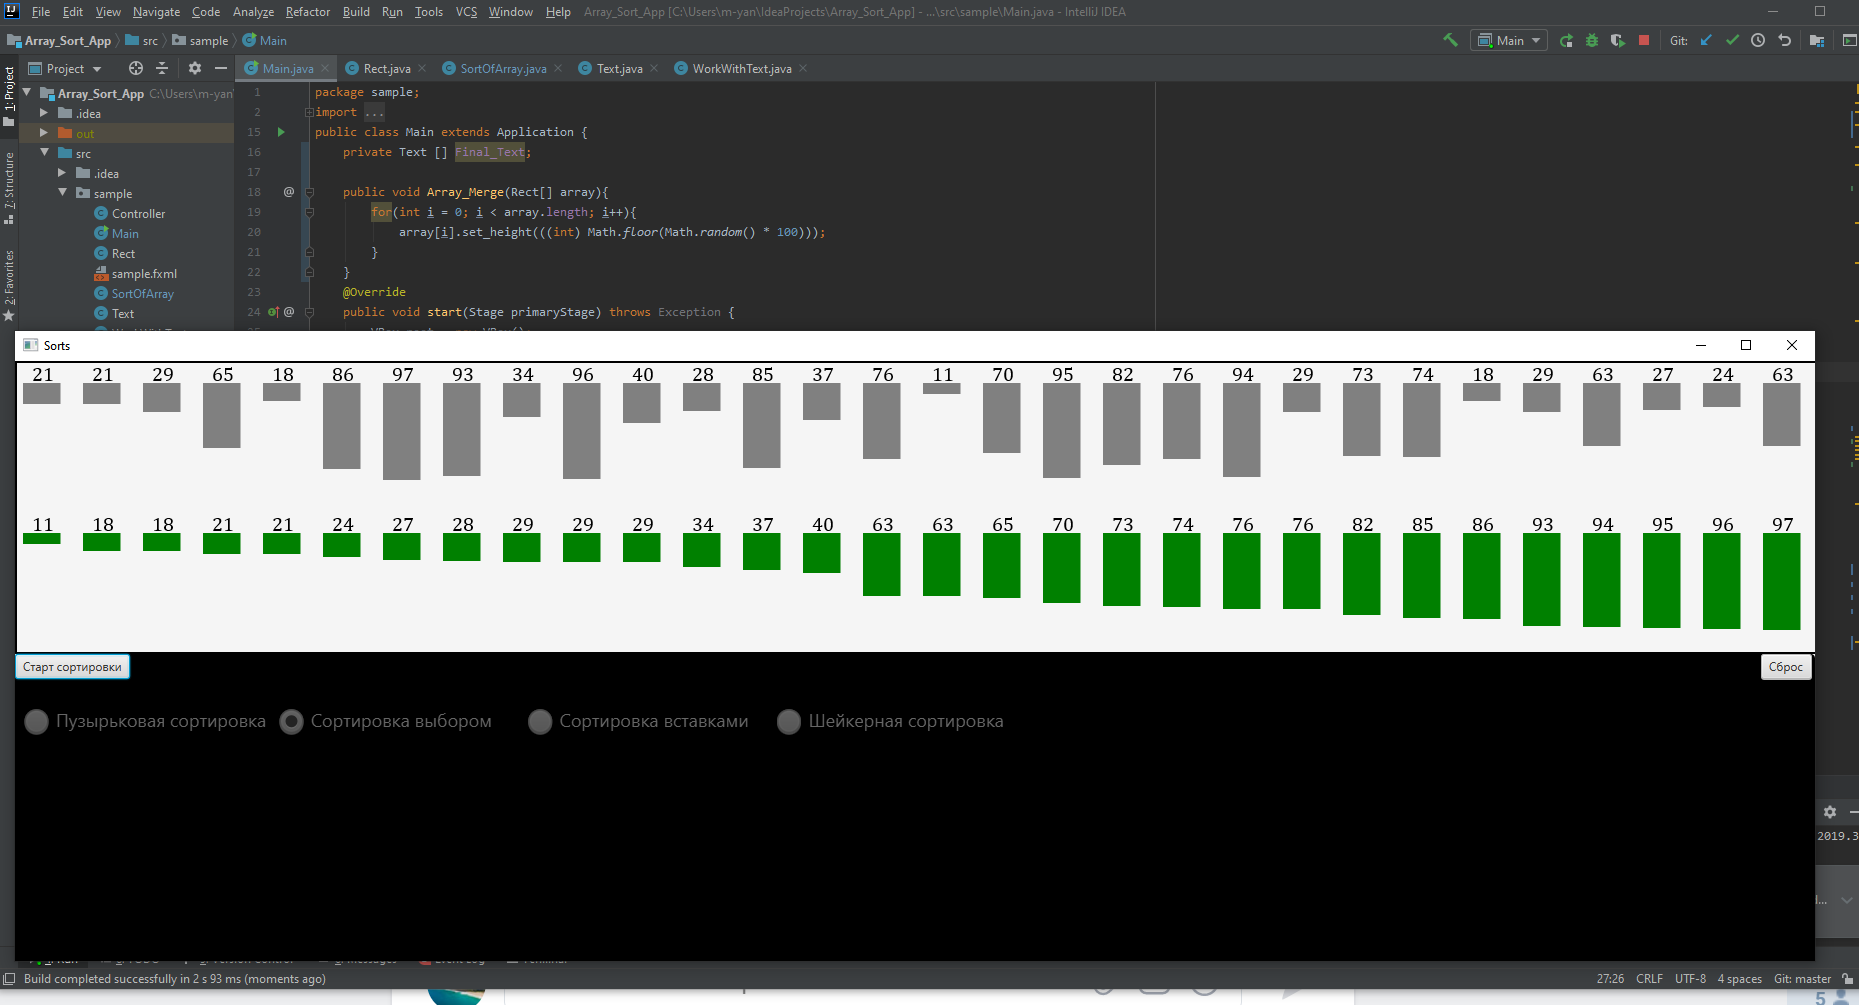 File Edit View Navigate Code Analyze Refactor Build Run Tools VCS Window Help Array_Sort_App [C:\Users\m-yan\IdeaProjects\Array_Sort_App] - ...\src\sample\Main.java - IntelliJ IDEA
Array_Sort_App src sample Main
Main Git:
Project
Main.java Rect.java SortOfArray.java Text.java WorkWithText.java
1: Project
7: Structure
2: Favorites
Array_Sort_App C:\Users\m-yan\
.idea
out
src
.idea
sample
Controller
Main
Rect
sample.fxml
SortOfArray
Text
1 package sample;
2 import ...
15 public class Main extends Application {
16 private Text [] Final_Text;
17
18 @ public void Array_Merge(Rect[] array){
19 for(int i = 0; i < array.length; i++){
20 array[i].set_height(((int) Math.floor(Math.random() * 100)));
21 }
22 }
23 @Override
24 @ public void start(Stage primaryStage) throws Exception {
Sorts
21 21 29 65 18 86 97 93 34 96 40 28 85 37 76 11 70 95 82 76 94 29 73 74 18 29 63 27 24 63
11 18 18 21 21 24 27 28 29 29 29 34 37 40 63 63 65 70 73 74 76 76 82 85 86 93 94 95 96 97
Старт сортировки Сброс
Пузырьковая сортировка Сортировка выбором Сортировка вставками Шейкерная сортировка
2019.3
Build completed successfully in 2 s 93 ms (moments ago) 27:26 CRLF UTF-8 4 spaces Git: master
5